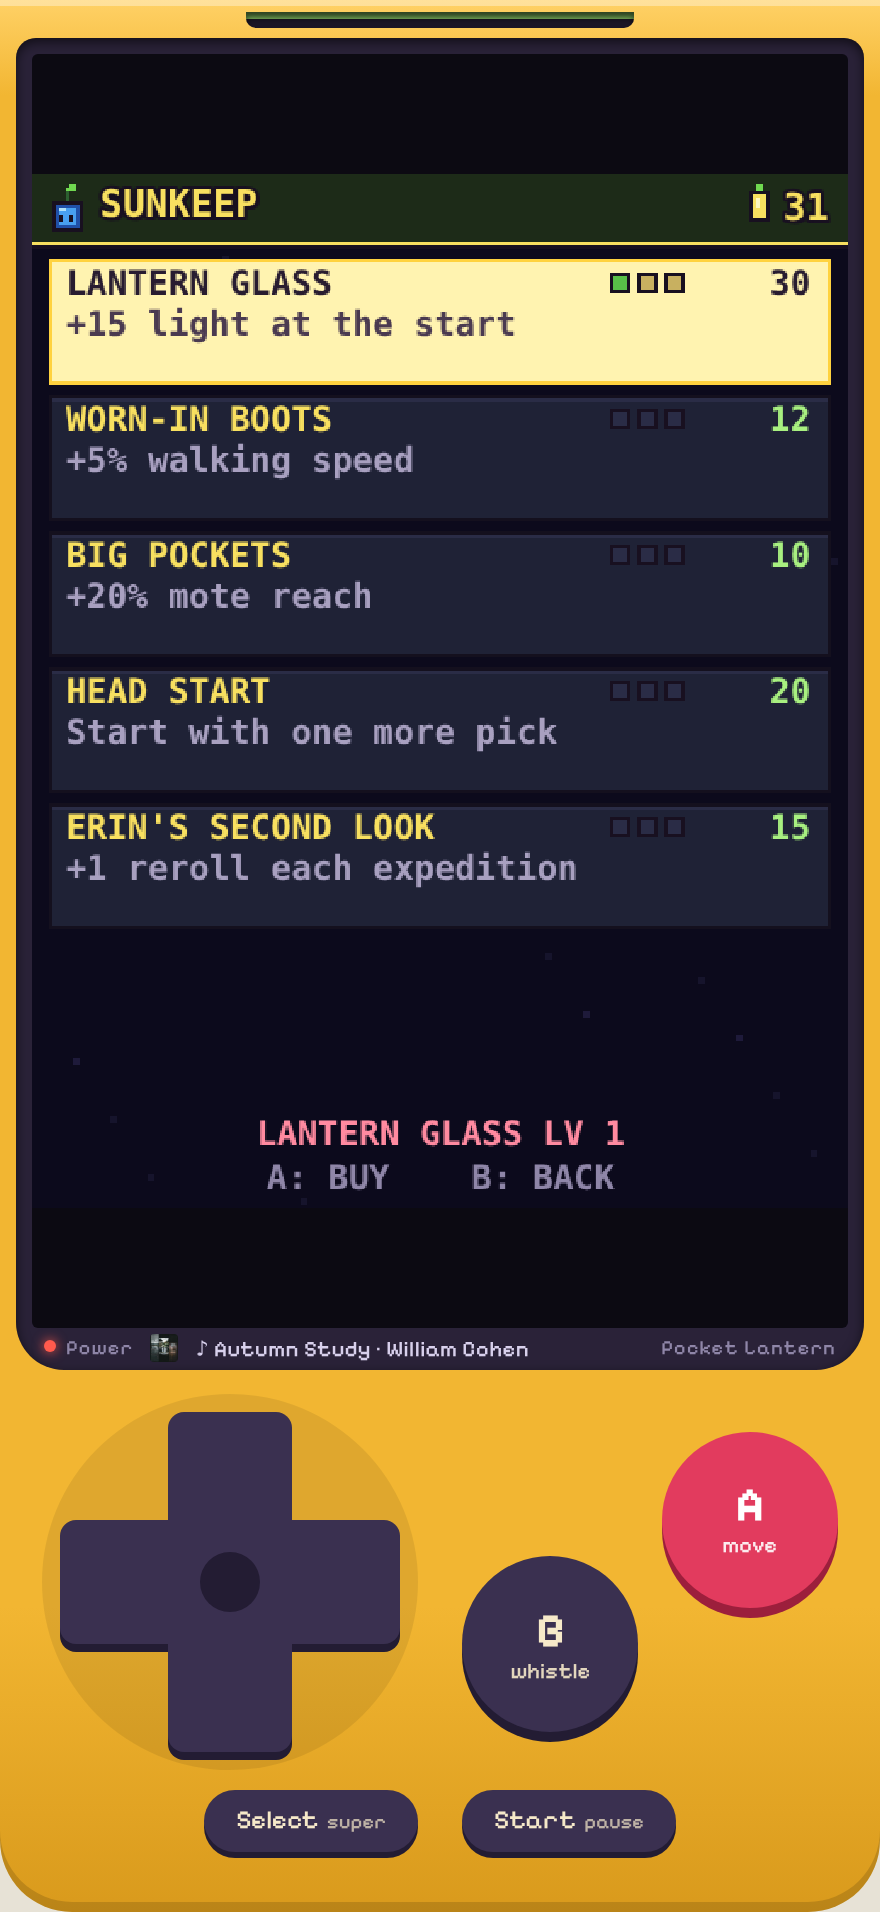 SUNKEEP 31
LANTERN GLASS 30
+15 light at the start
WORN-IN BOOTS 12
+5% walking speed
BIG POCKETS 10
+20% mote reach
HEAD START 20
Start with one more pick
ERIN'S SECOND LOOK 15
+1 reroll each expedition
LANTERN GLASS LV 1
A: BUY B: BACK
Power ♪ Autumn Study · William Cohen Pocket Lantern
A
move
B
whistle
Select super Start pause